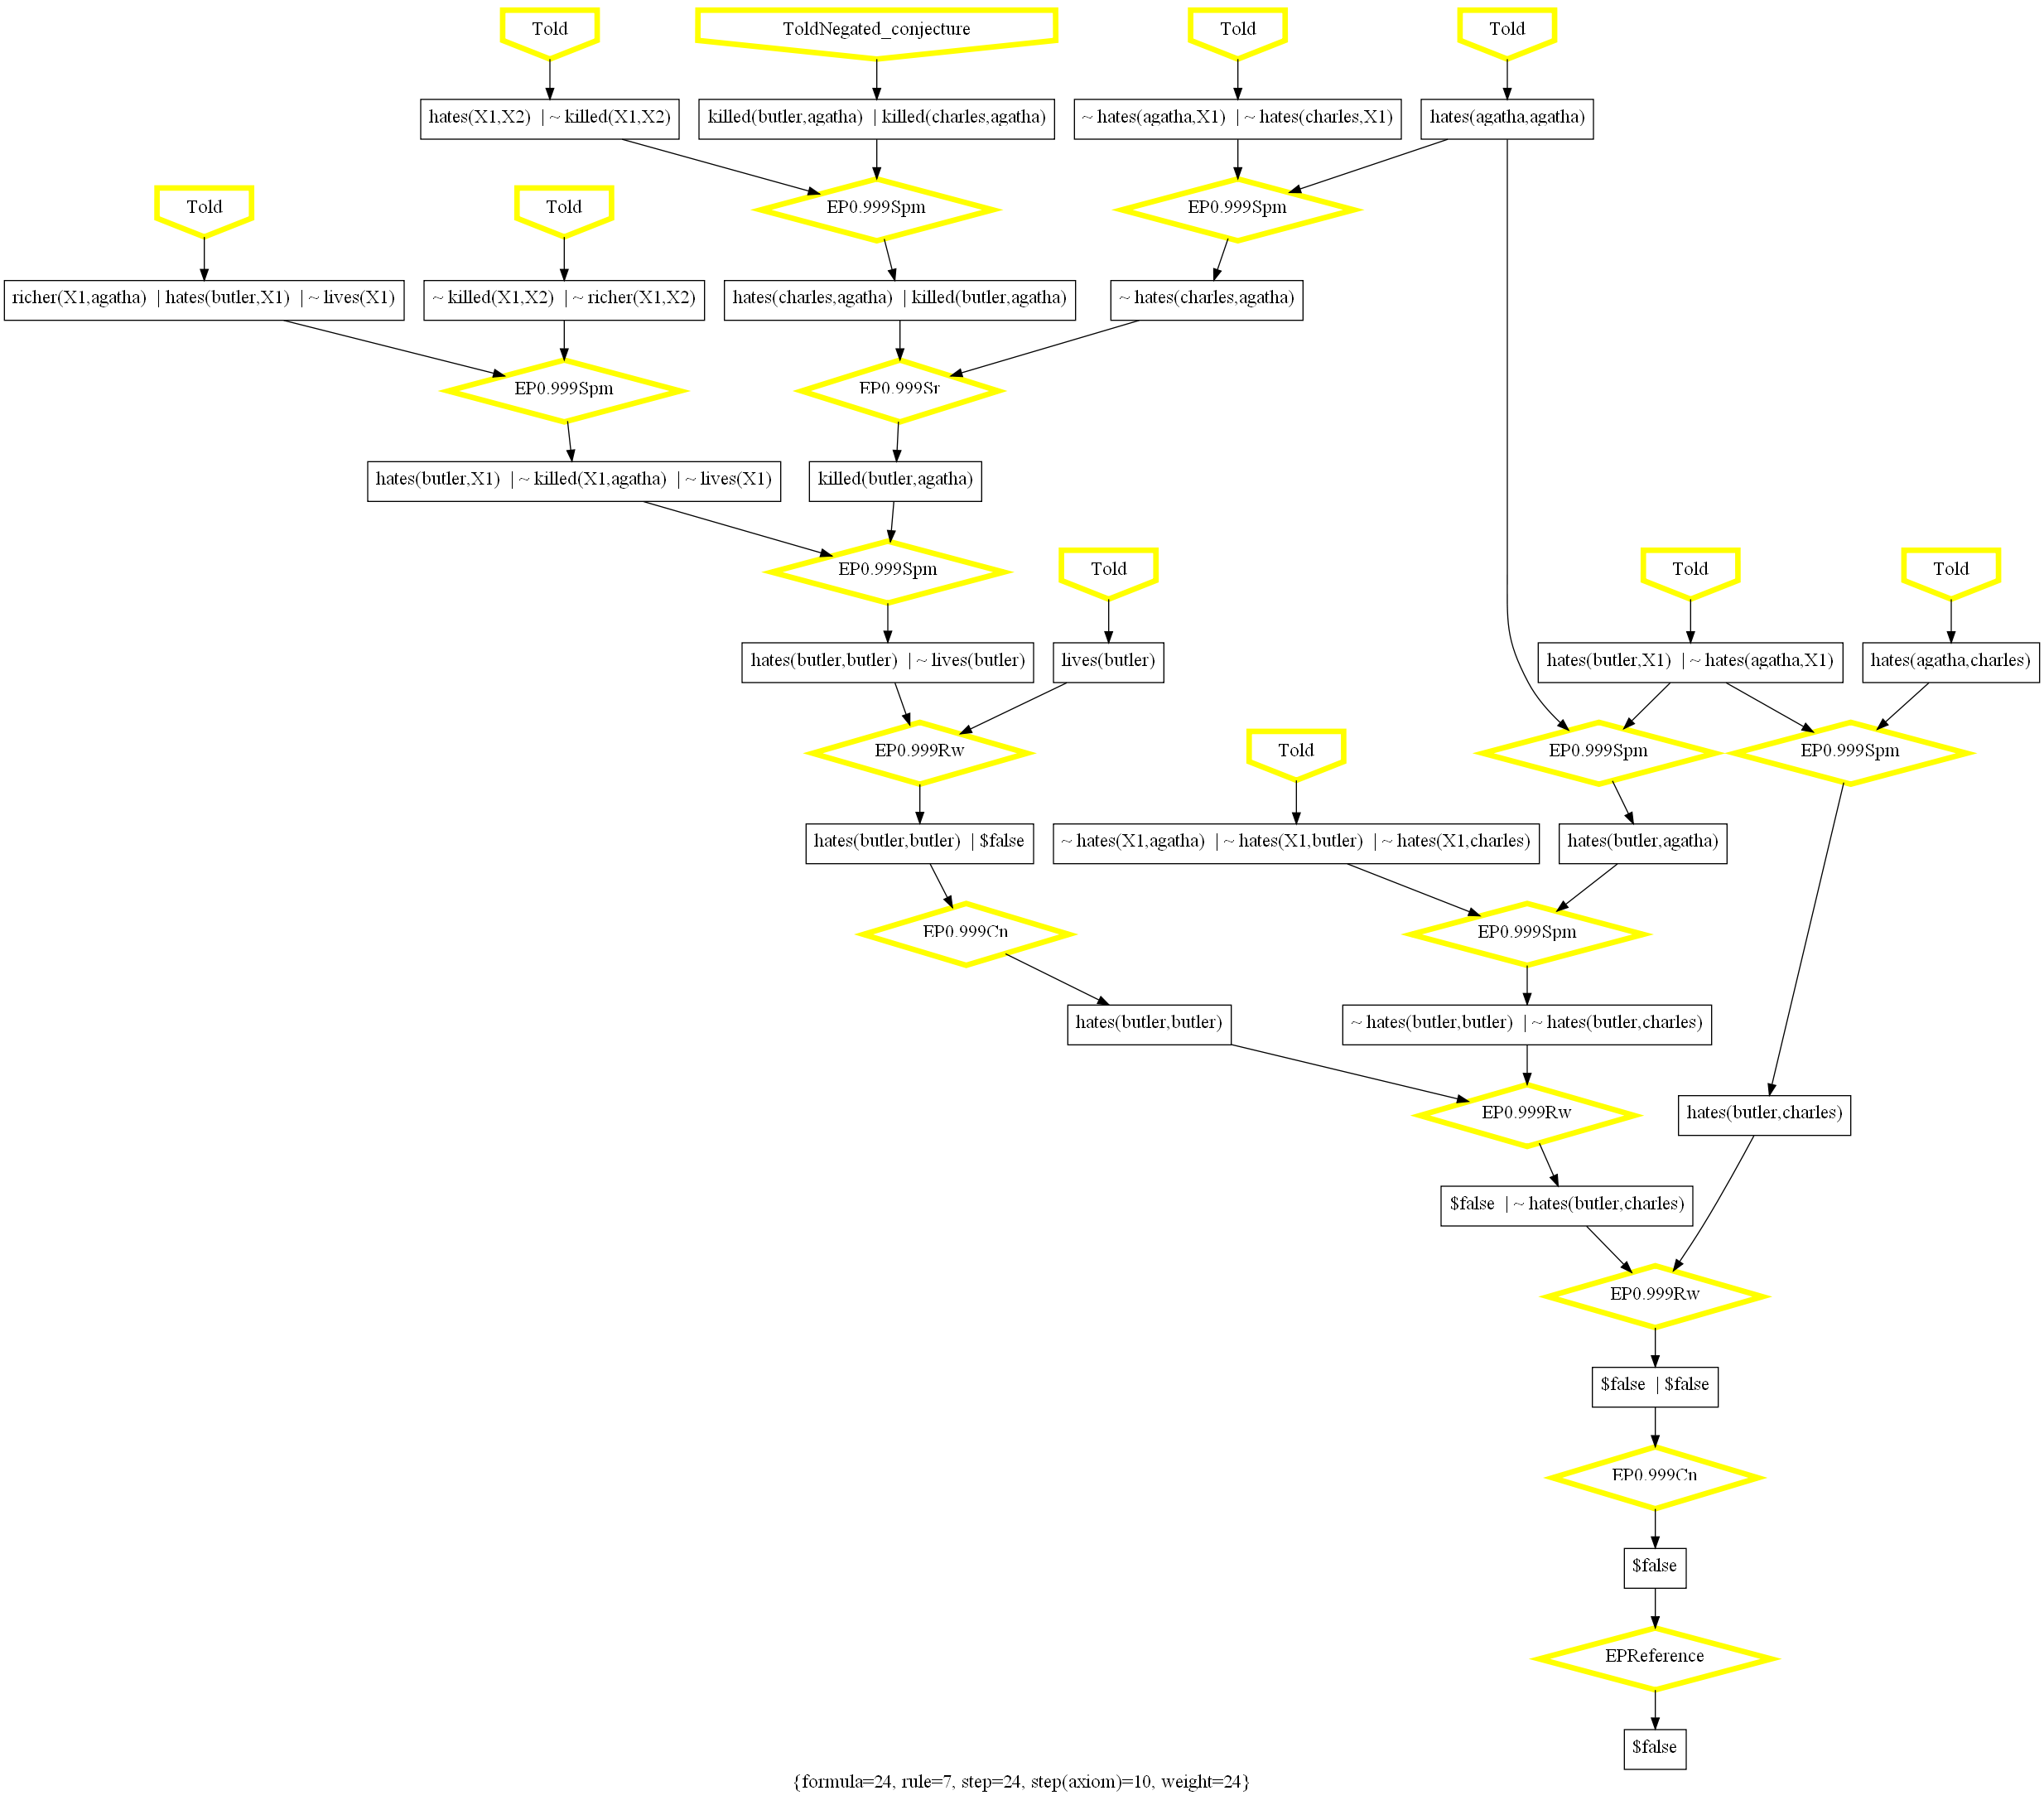 Told
ToldNegated_conjecture
Told
Told
hates(X1,X2) | ~ killed(X1,X2)
killed(butler,agatha) | killed(charles,agatha)
~ hates(agatha,X1) | ~ hates(charles,X1)
hates(agatha,agatha)
Told
Told
EP0.999Spm
EP0.999Spm
richer(X1,agatha) | hates(butler,X1) | ~ lives(X1)
~ killed(X1,X2) | ~ richer(X1,X2)
hates(charles,agatha) | killed(butler,agatha)
~ hates(charles,agatha)
EP0.999Spm
EP0.999Sr
hates(butler,X1) | ~ killed(X1,agatha) | ~ lives(X1)
killed(butler,agatha)
EP0.999Spm
Told
Told
Told
hates(butler,butler) | ~ lives(butler)
lives(butler)
hates(butler,X1) | ~ hates(agatha,X1)
hates(agatha,charles)
EP0.999Rw
Told
EP0.999Spm
EP0.999Spm
hates(butler,butler) | $false
~ hates(X1,agatha) | ~ hates(X1,butler) | ~ hates(X1,charles)
hates(butler,agatha)
EP0.999Cn
EP0.999Spm
hates(butler,butler)
~ hates(butler,butler) | ~ hates(butler,charles)
EP0.999Rw
hates(butler,charles)
$false | ~ hates(butler,charles)
EP0.999Rw
$false | $false
EP0.999Cn
$false
EPReference
$false
{formula=24, rule=7, step=24, step(axiom)=10, weight=24}